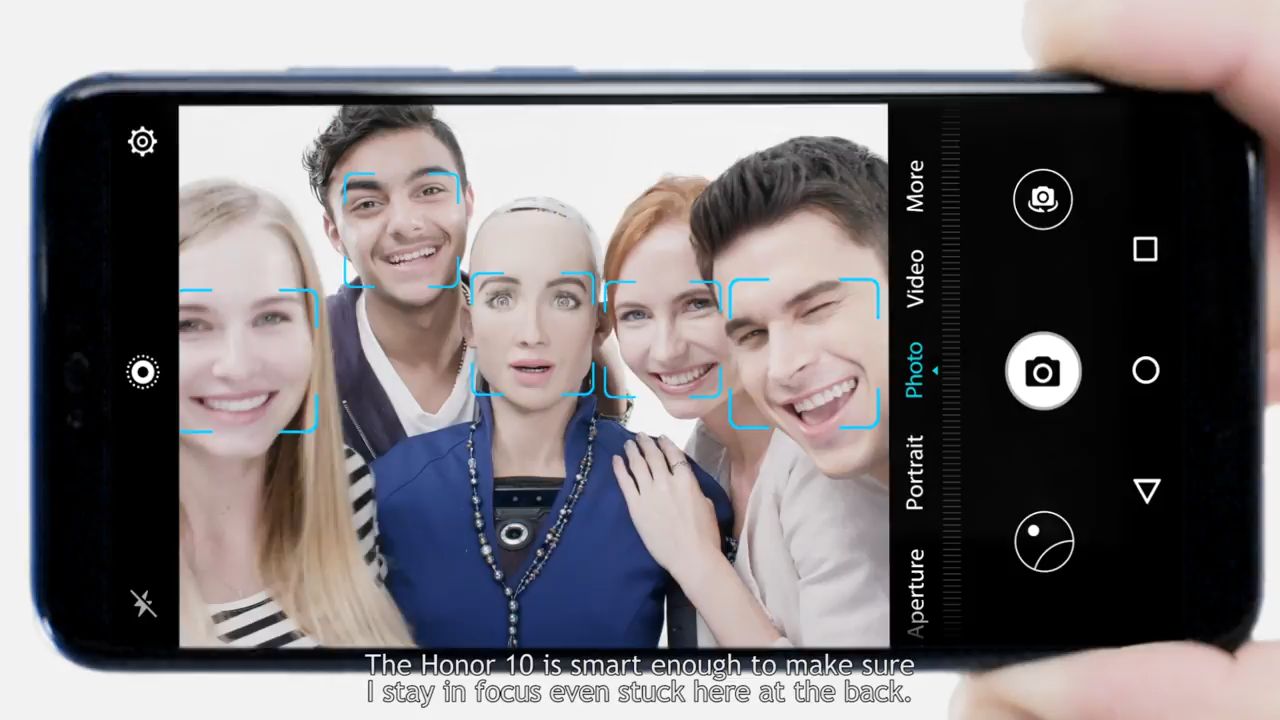 More
Video
Photo
Portrait
Aperture
The Honor 10 is smart enough to make sure
I stay in focus even stuck here at the back.